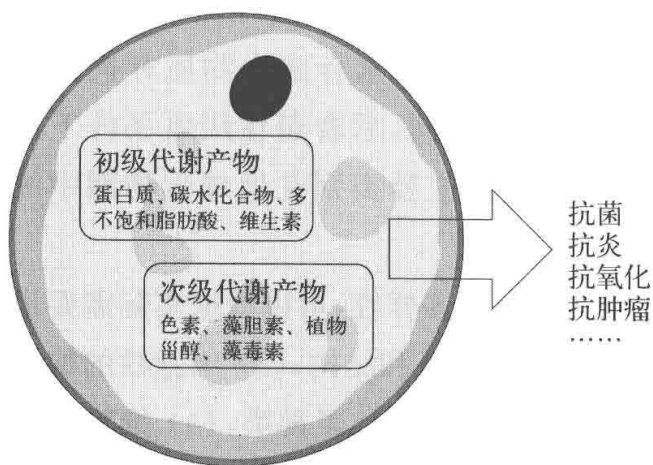 初级代谢产物
蛋白质、碳水化合物、多
不饱和脂肪酸、维生素
次级代谢产物
色素、藻胆素、植物
甾醇、藻毒素
抗菌
抗炎
抗氧化
抗肿瘤
……